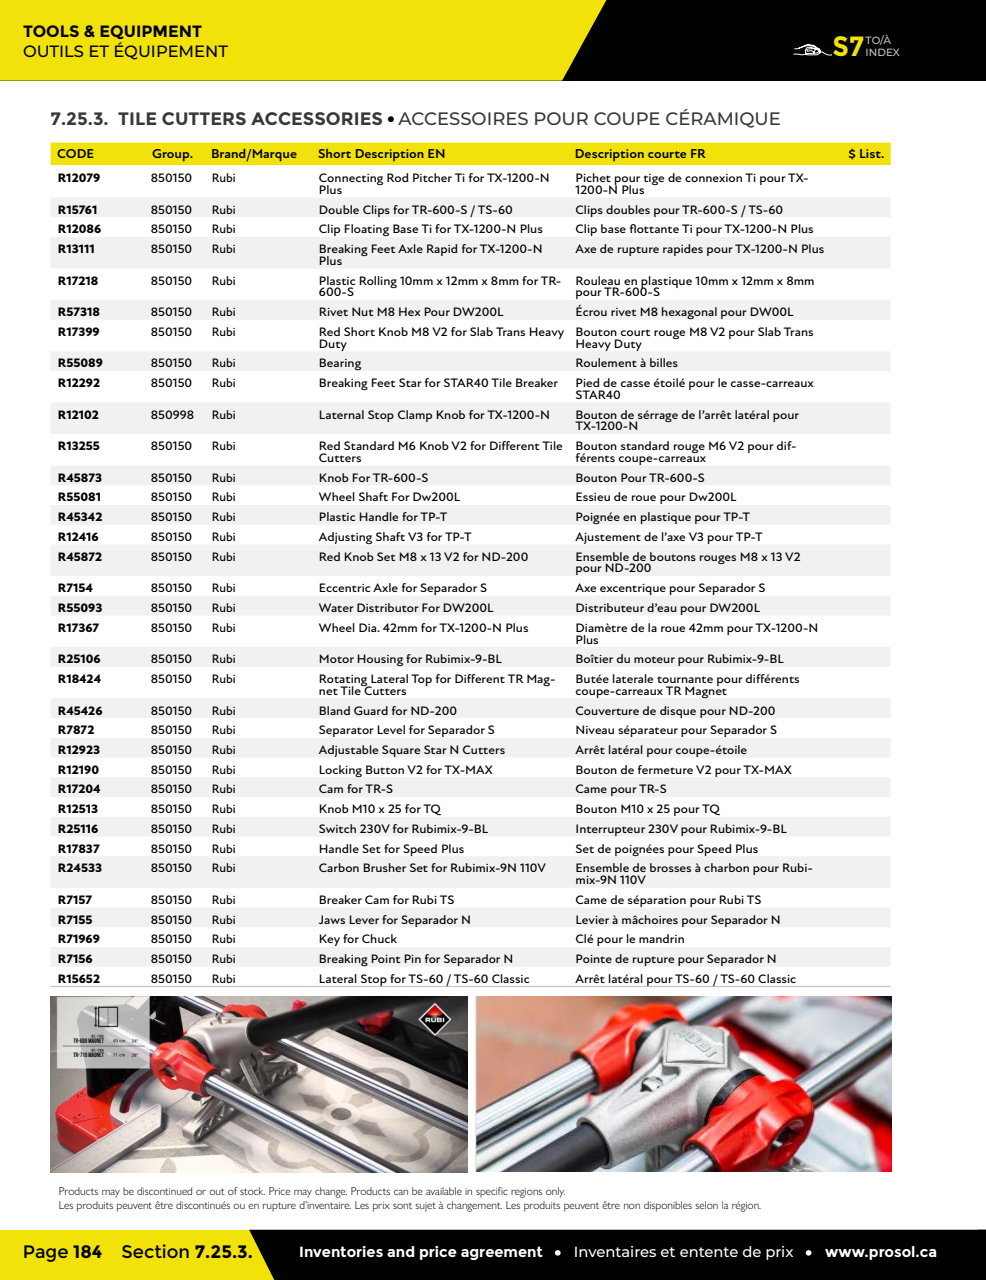 TOOLS & EQUIPMENT
OUTILS ET ÉQUIPEMENT
S7 TO/À
INDEX
7.25.3. TILE CUTTERS ACCESSORIES • ACCESSOIRES POUR COUPE CÉRAMIQUE
CODE Group. Brand/Marque Short Description EN Description courte FR $ List.
R12079 850150 Rubi Connecting Rod Pitcher Ti for TX-1200-N Pichet pour tige de connexion Ti pour TX-
Plus 1200-N Plus
R15761 850150 Rubi Double Clips for TR-600-S / TS-60 Clips doubles pour TR-600-S / TS-60
R12086 850150 Rubi Clip Floating Base Ti for TX-1200-N Plus Clip base flottante Ti pour TX-1200-N Plus
R13111 850150 Rubi Breaking Feet Axle Rapid for TX-1200-N Axe de rupture rapides pour TX-1200-N Plus
Plus
R17218 850150 Rubi Plastic Rolling 10mm x 12mm x 8mm for TR- Rouleau en plastique 10mm x 12mm x 8mm
600-S pour TR-600-S
R57318 850150 Rubi Rivet Nut M8 Hex Pour DW200L Écrou rivet M8 hexagonal pour DW00L
R17399 850150 Rubi Red Short Knob M8 V2 for Slab Trans Heavy Bouton court rouge M8 V2 pour Slab Trans
Duty Heavy Duty
R55089 850150 Rubi Bearing Roulement à billes
R12292 850150 Rubi Breaking Feet Star for STAR40 Tile Breaker Pied de casse étoilé pour le casse-carreaux
STAR40
R12102 850998 Rubi Laternal Stop Clamp Knob for TX-1200-N Bouton de sérrage de l'arrêt latéral pour
TX-1200-N
R13255 850150 Rubi Red Standard M6 Knob V2 for Different Tile Bouton standard rouge M6 V2 pour dif-
Cutters férents coupe-carreaux
R45873 850150 Rubi Knob For TR-600-S Bouton Pour TR-600-S
R55081 850150 Rubi Wheel Shaft For Dw200L Essieu de roue pour Dw200L
R45342 850150 Rubi Plastic Handle for TP-T Poignée en plastique pour TP-T
R12416 850150 Rubi Adjusting Shaft V3 for TP-T Ajustement de l'axe V3 pour TP-T
R45872 850150 Rubi Red Knob Set M8 x 13 V2 for ND-200 Ensemble de boutons rouges M8 x 13 V2
pour ND-200
R7154 850150 Rubi Eccentric Axle for Separador S Axe excentrique pour Separador S
R55093 850150 Rubi Water Distributor For DW200L Distributeur d'eau pour DW200L
R17367 850150 Rubi Wheel Dia. 42mm for TX-1200-N Plus Diamètre de la roue 42mm pour TX-1200-N
Plus
R25106 850150 Rubi Motor Housing for Rubimix-9-BL Boîtier du moteur pour Rubimix-9-BL
R18424 850150 Rubi Rotating Lateral Top for Different TR Mag- Butée laterale tournante pour différents
net Tile Cutters coupe-carreaux TR Magnet
R45426 850150 Rubi Bland Guard for ND-200 Couverture de disque pour ND-200
R7872 850150 Rubi Separator Level for Separador S Niveau séparateur pour Separador S
R12923 850150 Rubi Adjustable Square Star N Cutters Arrêt latéral pour coupe-étoile
R12190 850150 Rubi Locking Button V2 for TX-MAX Bouton de fermeture V2 pour TX-MAX
R17204 850150 Rubi Cam for TR-S Came pour TR-S
R12513 850150 Rubi Knob M10 x 25 for TQ Bouton M10 x 25 pour TQ
R25116 850150 Rubi Switch 230V for Rubimix-9-BL Interrupteur 230V pour Rubimix-9-BL
R17837 850150 Rubi Handle Set for Speed Plus Set de poignées pour Speed Plus
R24533 850150 Rubi Carbon Brusher Set for Rubimix-9N 110V Ensemble de brosses à charbon pour Rubi-
mix-9N 110V
R7157 850150 Rubi Breaker Cam for Rubi TS Came de séparation pour Rubi TS
R7155 850150 Rubi Jaws Lever for Separador N Levier à mâchoires pour Separador N
R71969 850150 Rubi Key for Chuck Clé pour le mandrin
R7156 850150 Rubi Breaking Point Pin for Separador N Pointe de rupture pour Separador N
R15652 850150 Rubi Lateral Stop for TS-60 / TS-60 Classic Arrêt latéral pour TS-60 / TS-60 Classic
TR-600 MAGNET
TR-710 MAGNET 71 cm 28"
RUBI
RUBI
Products may be discontinued or out of stock. Price may change. Products can be available in specific regions only.
Les produits peuvent être discontinués ou en rupture d'inventaire. Les prix sont sujet à changement. Les produits peuvent être non disponibles selon la région.
Page 184 Section 7.25.3. Inventories and price agreement • Inventaires et entente de prix • www.prosol.ca